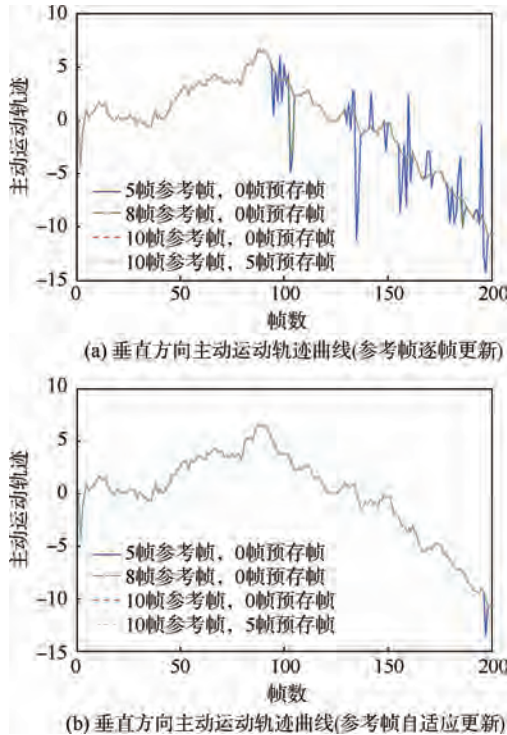 10
5
0
−5
−10
−15
主动运动轨迹
5帧参考帧，0帧预存帧
8帧参考帧，0帧预存帧
10帧参考帧，0帧预存帧
10帧参考帧，5帧预存帧
0 50 100 150 200
帧数
(a) 垂直方向主动运动轨迹曲线(参考帧逐帧更新)
10
5
0
−5
−10
−15
主动运动轨迹
5帧参考帧，0帧预存帧
8帧参考帧，0帧预存帧
10帧参考帧，0帧预存帧
10帧参考帧，5帧预存帧
0 50 100 150 200
帧数
(b) 垂直方向主动运动轨迹曲线(参考帧自适应更新)